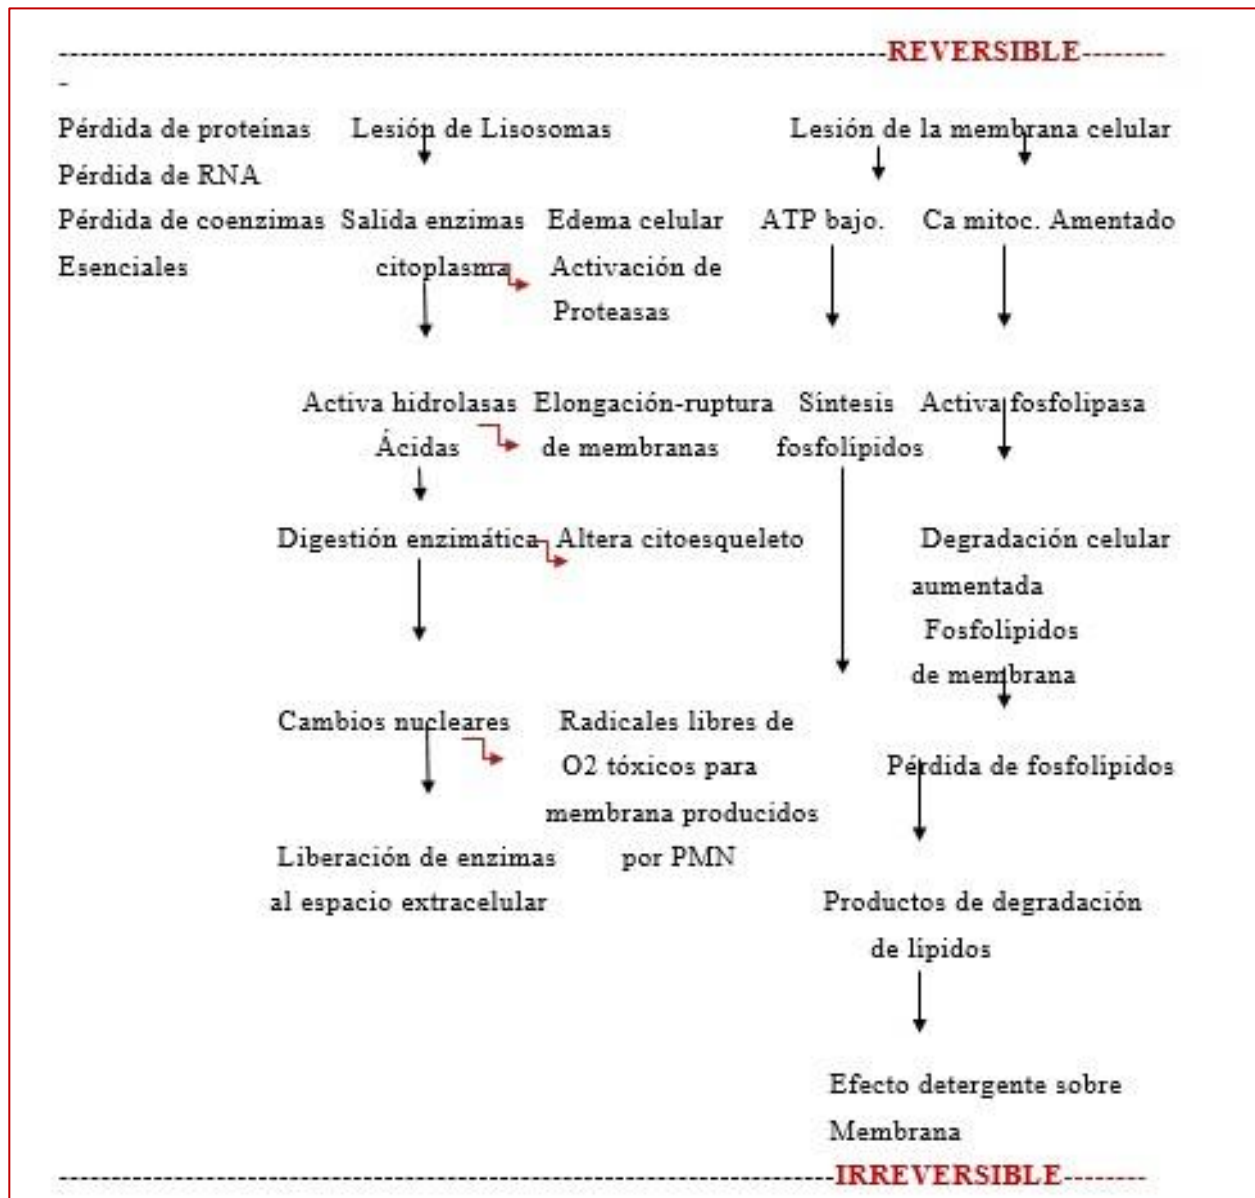 REVERSIBLE
Pérdida de proteínas Lesión de Lisosomas Lesión de la membrana celular
Pérdida de RNA
Pérdida de coenzimas Salida enzimas Edema celular ATP bajo. Ca mitoc. Amentado
Esenciales citoplasma Activación de
Proteasas
Activa hidrolasas Elongación-ruptura Síntesis Activa fosfolipasa
Ácidas de membranas fosfolípidos
Digestión enzimática Altera citoesqueleto Degradación celular
aumentada
Fosfolípidos
de membrana
Cambios nucleares Radicales libres de
O2 tóxicos para Pérdida de fosfolípidos
membrana producidos
Liberación de enzimas por PMN
al espacio extracelular Productos de degradación
de lípidos
Efecto detergente sobre
Membrana
IRREVERSIBLE